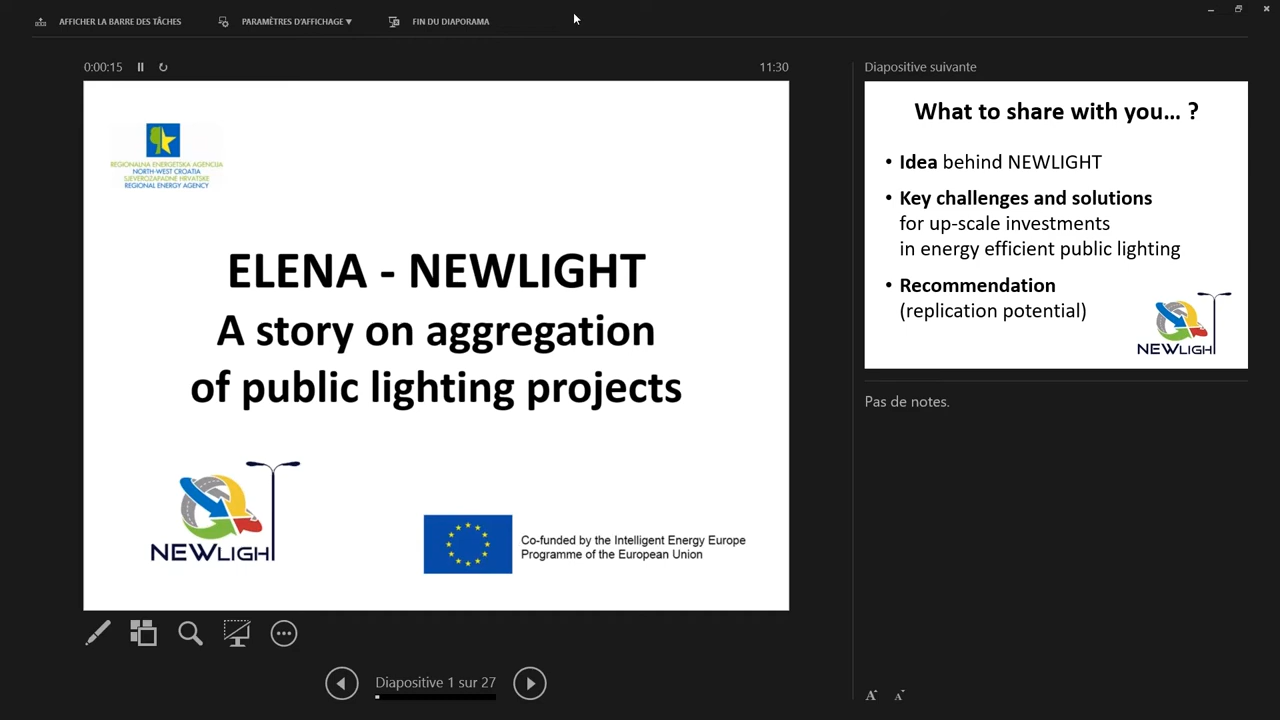 AFFICHER LA BARRE DES TÂCHES
PARAMÈTRES D'AFFICHAGE ▼
FIN DU DIAPORAMA
0:00:15
11:30
REGIONALNA ENERGETSKA AGENCIJA
NORTH-WEST CROATIA
SJEVEROZAPADNE HRVATSKE
REGIONAL ENERGY AGENCY
ELENA - NEWLIGHT
A story on aggregation
of public lighting projects
NEWLIGHT
Co-funded by the Intelligent Energy Europe
Programme of the European Union
Diapositive 1 sur 27
Diapositive suivante
What to share with you... ?
• Idea behind NEWLIGHT
• Key challenges and solutions
for up-scale investments
in energy efficient public lighting
• Recommendation
(replication potential)
NEWLIGHT
Pas de notes.
A A